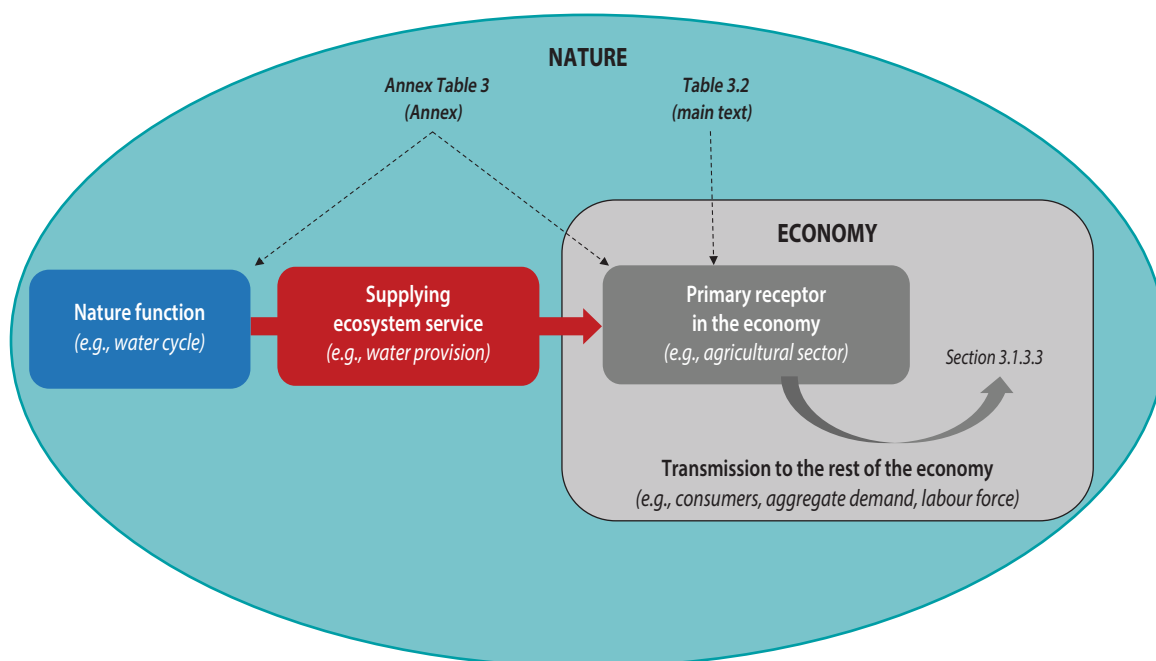 NATURE
Annex Table 3
(Annex)
Table 3.2
(main text)
ECONOMY
Nature function
(e.g., water cycle)
Supplying
ecosystem service
(e.g., water provision)
Primary receptor
in the economy
(e.g., agricultural sector)
Section 3.1.3.3
Transmission to the rest of the economy
(e.g., consumers, aggregate demand, labour force)